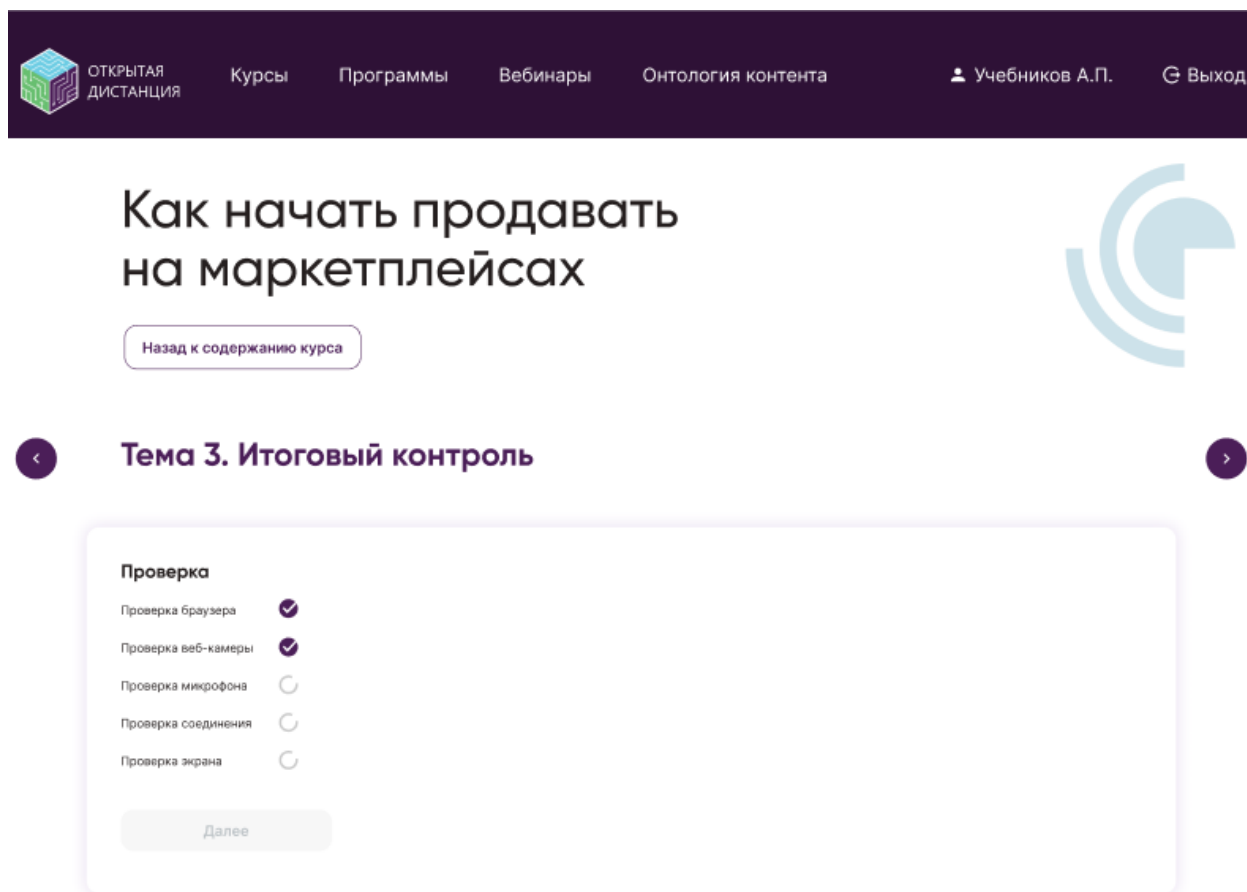 ОТКРЫТАЯ
ДИСТАНЦИЯ
Курсы Программы Вебинары Онтология контента Учебников А.П. Выход
Как начать продавать
на маркетплейсах
Назад к содержанию курса
Тема 3. Итоговый контроль
Проверка
Проверка браузера
Проверка веб-камеры
Проверка микрофона
Проверка соединения
Проверка экрана
Далее